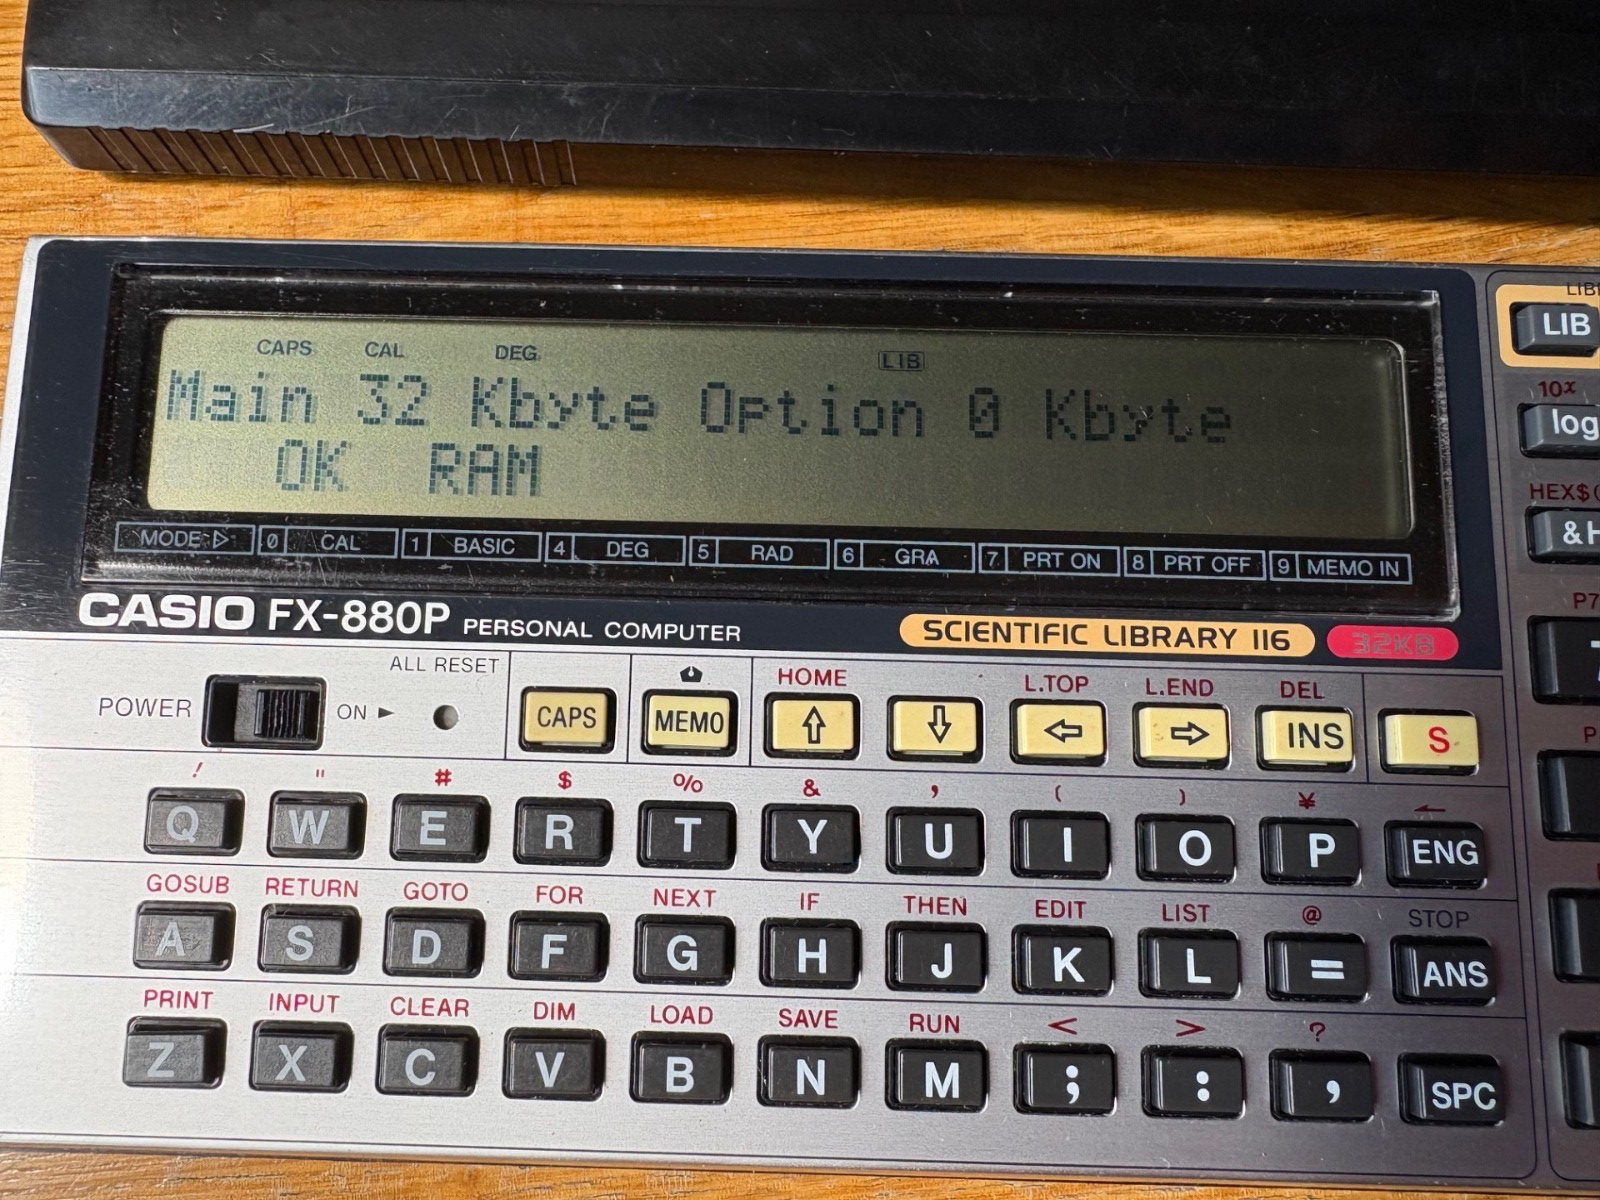 CAPS CAL DEG LIB
Main 32 Kbyte Option 0 Kbyte
OK RAM
MODE ▷ 0 CAL 1 BASIC 4 DEG 5 RAD 6 GRA 7 PRT ON 8 PRT OFF 9 MEMO IN
CASIO FX-880P PERSONAL COMPUTER SCIENTIFIC LIBRARY 116 32KB
LIB
10ˣ
log
HEX$(
&H
ALL RESET
POWER ON ►
HOME L.TOP L.END DEL
CAPS MEMO ⇧ ⇩ ⇦ ⇨ INS S
! " # $ % & ' ( ) ¥ ←
Q W E R T Y U I O P ENG
GOSUB RETURN GOTO FOR NEXT IF THEN EDIT LIST @ STOP
A S D F G H J K L = ANS
PRINT INPUT CLEAR DIM LOAD SAVE RUN < > ?
Z X C V B N M ; : , SPC